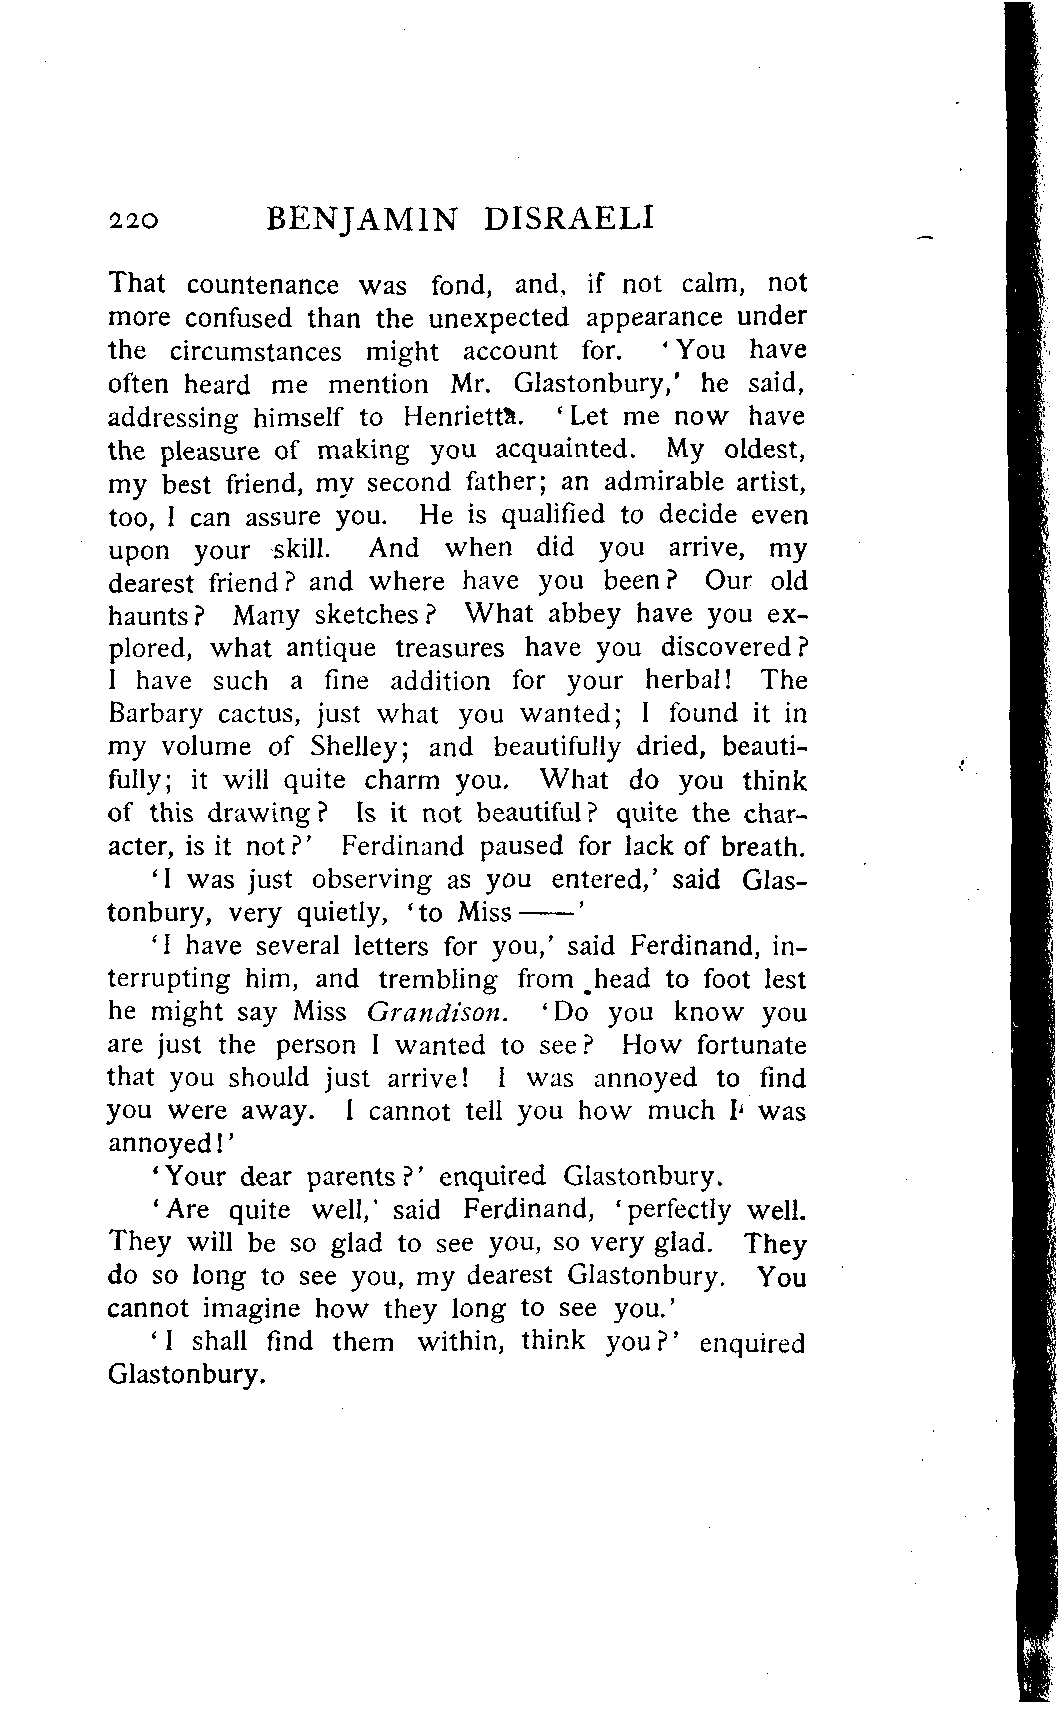 220 BENJAMIN DISRAELI
That countenance was fond, and, if not calm, not
more confused than the unexpected appearance under
the circumstances might account for. ‘You have
often heard me mention Mr. Glastonbury,’ he said,
addressing himself to Henrietta. ‘Let me now have
the pleasure of making you acquainted. My oldest,
my best friend, my second father; an admirable artist,
too, I can assure you. He is qualified to decide even
upon your skill. And when did you arrive, my
dearest friend? and where have you been? Our old
haunts? Many sketches? What abbey have you ex-
plored, what antique treasures have you discovered?
I have such a fine addition for your herbal! The
Barbary cactus, just what you wanted; I found it in
my volume of Shelley; and beautifully dried, beauti-
fully; it will quite charm you. What do you think
of this drawing? Is it not beautiful? quite the char-
acter, is it not?’ Ferdinand paused for lack of breath.
‘I was just observing as you entered,’ said Glas-
tonbury, very quietly, ‘to Miss ——’
‘I have several letters for you,’ said Ferdinand, in-
terrupting him, and trembling from head to foot lest
he might say Miss Grandison. ‘Do you know you
are just the person I wanted to see? How fortunate
that you should just arrive! I was annoyed to find
you were away. I cannot tell you how much I was
annoyed!’
‘Your dear parents?’ enquired Glastonbury.
‘Are quite well,’ said Ferdinand, ‘perfectly well.
They will be so glad to see you, so very glad. They
do so long to see you, my dearest Glastonbury. You
cannot imagine how they long to see you.’
‘I shall find them within, think you?’ enquired
Glastonbury.